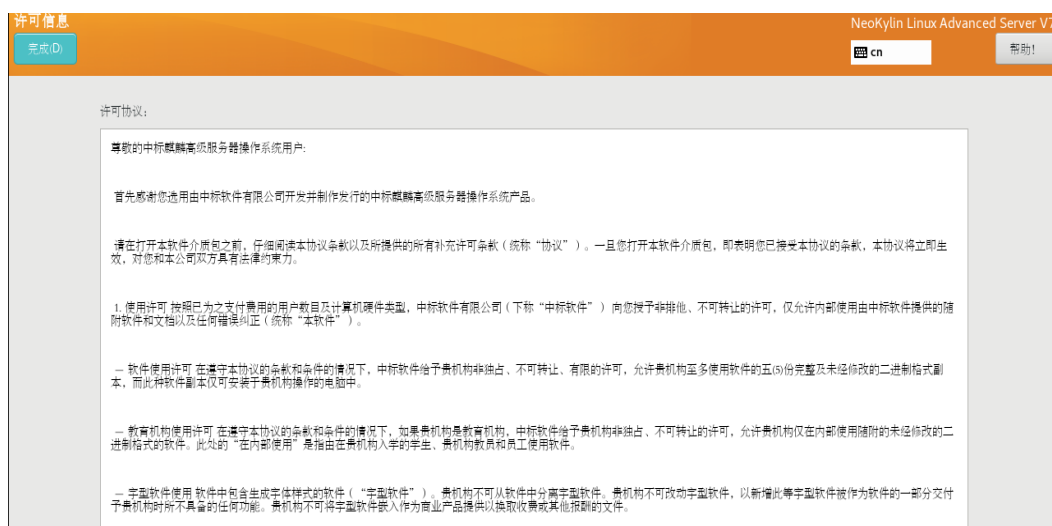 许可信息
NeoKylin Linux Advanced Server V7
完成(D)
cn
帮助!
许可协议:
尊敬的中标麒麟高级服务器操作系统用户:
首先感谢您选用由中标软件有限公司开发并制作发行的中标麒麟高级服务器操作系统产品。
请在打开本软件介质包之前,仔细阅读本协议条款以及所提供的所有补充许可条款(统称“协议”)。一旦您打开本软件介质包,即表明您已接受本协议的条款,本协议将立即生
效,对您和本公司双方具有法律约束力。
1. 使用许可 按照已为之支付费用的用户数目及计算机硬件类型,中标软件有限公司(下称“中标软件”) 向您授予非排他、不可转让的许可,仅允许内部使用由中标软件提供的随
附软件和文档以及任何错误纠正(统称“本软件”)。
— 软件使用许可 在遵守本协议的条款和条件的情况下,中标软件给予贵机构非独占、不可转让、有限的许可,允许贵机构至多使用软件的五(5)份完整及未经修改的二进制格式副
本,而此种软件副本仅可安装于贵机构操作的电脑中。
— 教育机构使用许可 在遵守本协议的条款和条件的情况下,如果贵机构是教育机构,中标软件给予贵机构非独占、不可转让的许可,允许贵机构仅在内部使用随附的未经修改的二
进制格式的软件。此处的“在内部使用”是指由在贵机构入学的学生、贵机构教员和员工使用软件。
— 字型软件使用 软件中包含生成字体样式的软件(“字型软件”)。贵机构不可从软件中分离字型软件。贵机构不可改动字型软件,以新增此等字型软件被作为软件的一部分交付
予贵机构时所不具备的任何功能。贵机构不可将字型软件嵌入作为商业产品提供以换取收费或其他报酬的文件。